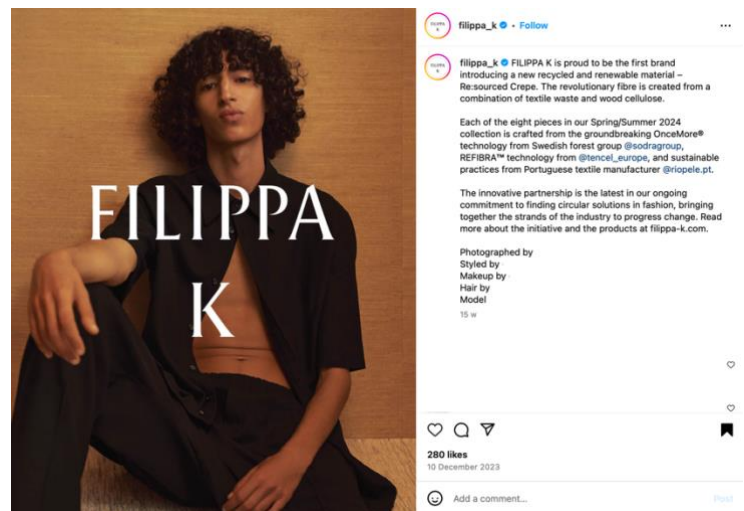 FILIPPA
K
filippa_k • Follow
filippa_k FILIPPA K is proud to be the first brand
introducing a new recycled and renewable material –
Re:sourced Crepe. The revolutionary fibre is created from a
combination of textile waste and wood cellulose.
Each of the eight pieces in our Spring/Summer 2024
collection is crafted from the groundbreaking OnceMore®
technology from Swedish forest group @sodragroup,
REFIBRA™ technology from @tencel_europe, and sustainable
practices from Portuguese textile manufacturer @riopele.pt.
The innovative partnership is the latest in our ongoing
commitment to finding circular solutions in fashion, bringing
together the strands of the industry to progress change. Read
more about the initiative and the products at filippa-k.com.
Photographed by
Styled by
Makeup by
Hair by
Model
15 w
280 likes
10 December 2023
Add a comment...
Post